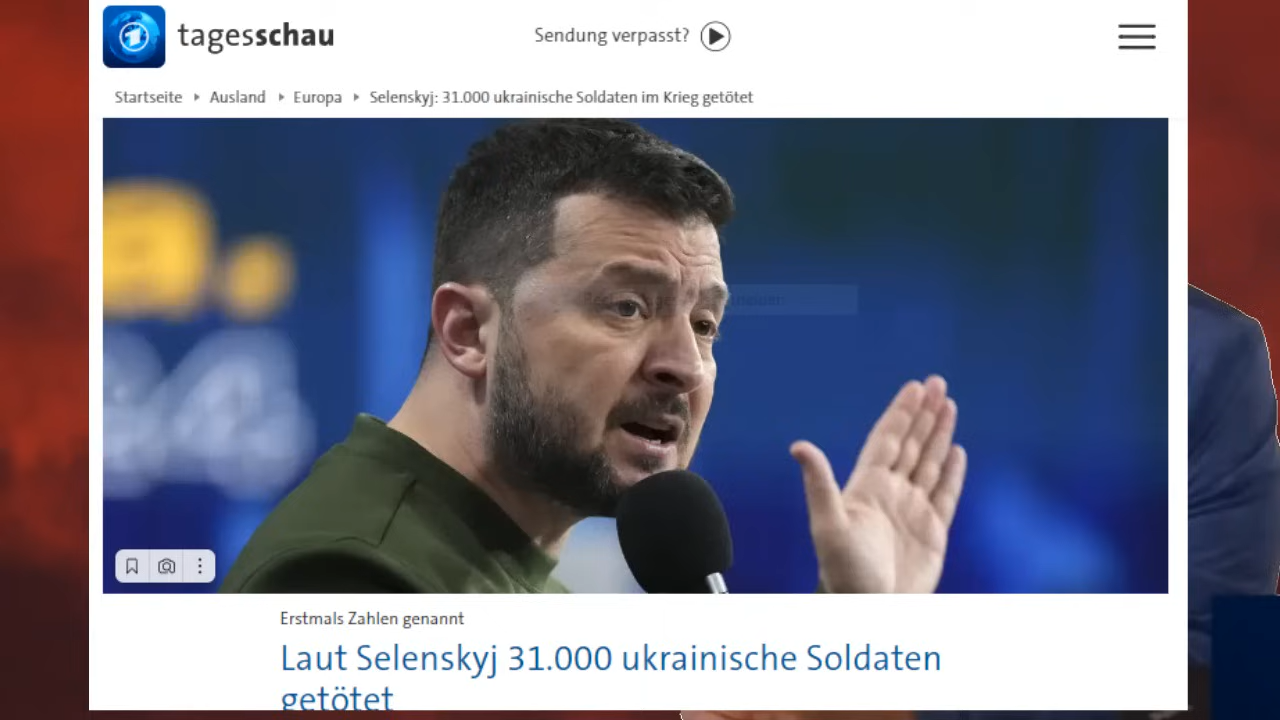 tagesschau
Sendung verpasst?
Startseite Ausland Europa Selenskyj: 31.000 ukrainische Soldaten im Krieg getötet
Erstmals Zahlen genannt
Laut Selenskyj 31.000 ukrainische Soldaten
getötet